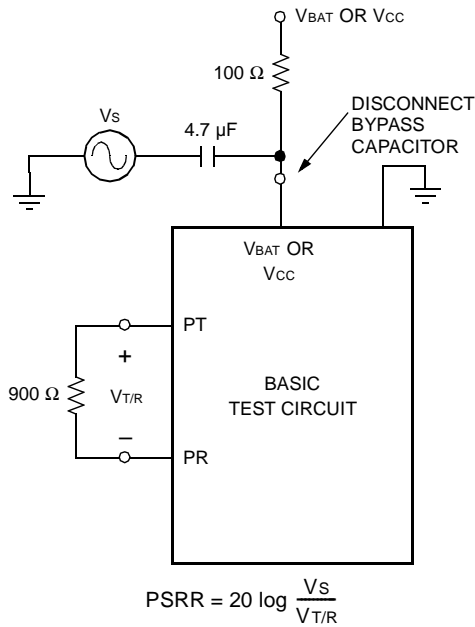 VBAT OR VCC
100 Ω
VS
4.7 µF
DISCONNECT
BYPASS
CAPACITOR
VBAT OR
VCC
PT
+
900 Ω
VT/R
BASIC
TEST CIRCUIT
–
PR
PSRR = 20 log VS
VT/R